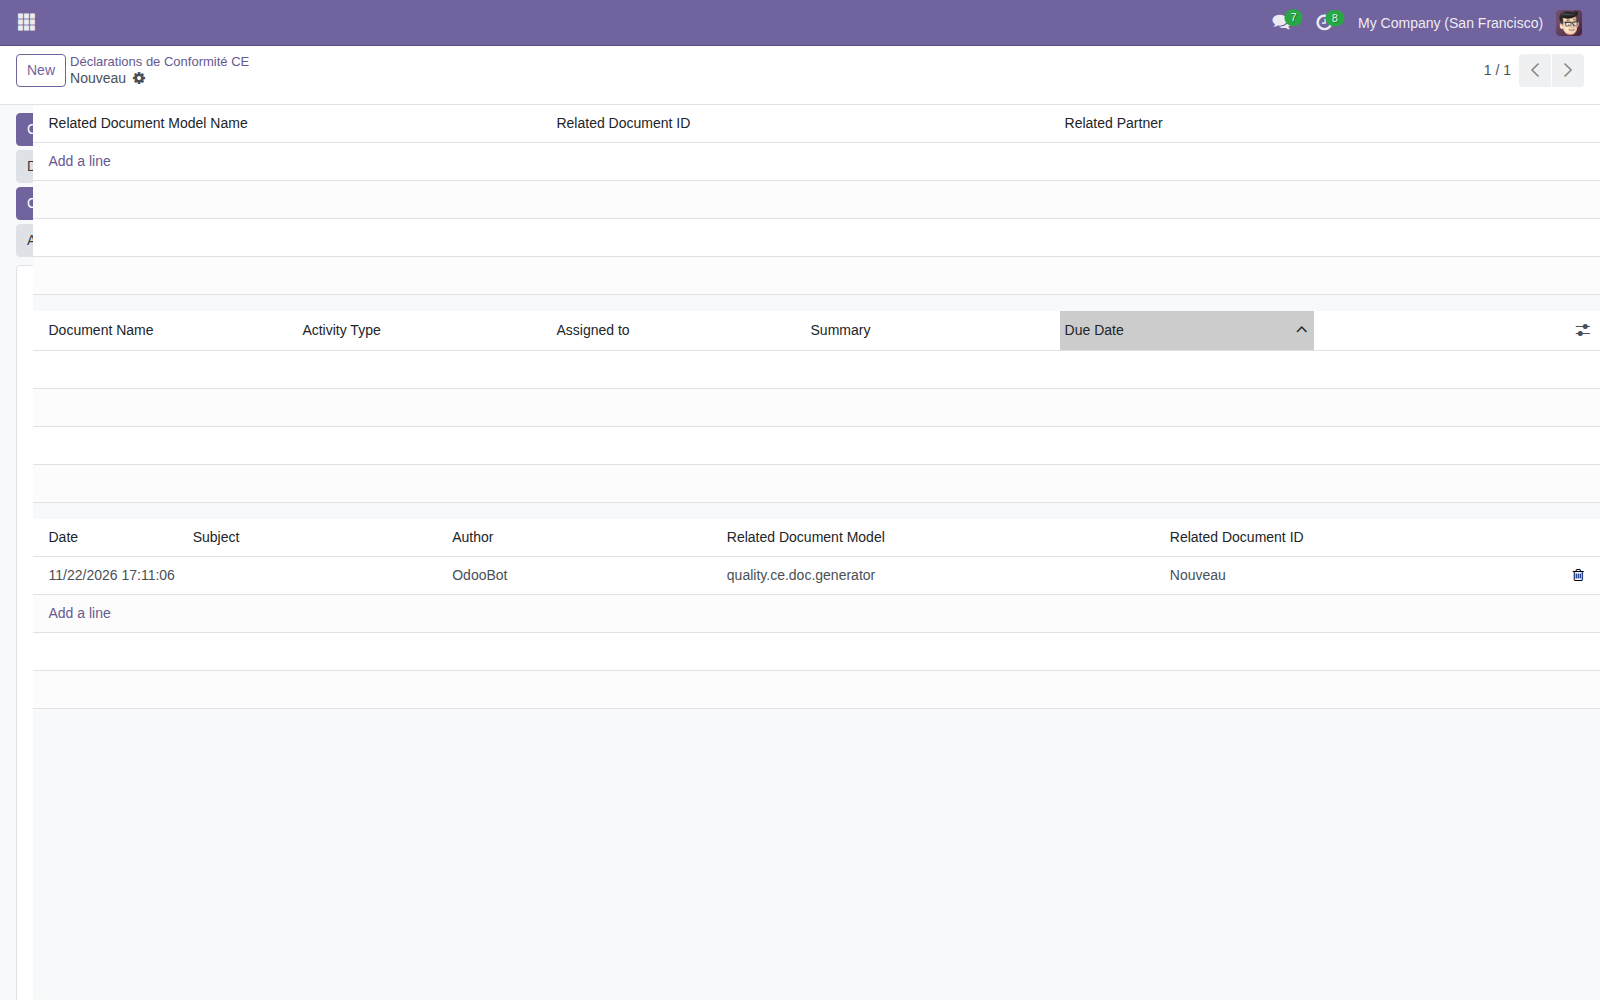 7
8
My Company (San Francisco)
New
Déclarations de Conformité CE
Nouveau
1 / 1
Related Document Model Name
Related Document ID
Related Partner
Add a line
Document Name
Activity Type
Assigned to
Summary
Due Date
Date
Subject
Author
Related Document Model
Related Document ID
11/22/2026 17:11:06
OdooBot
quality.ce.doc.generator
Nouveau
Add a line